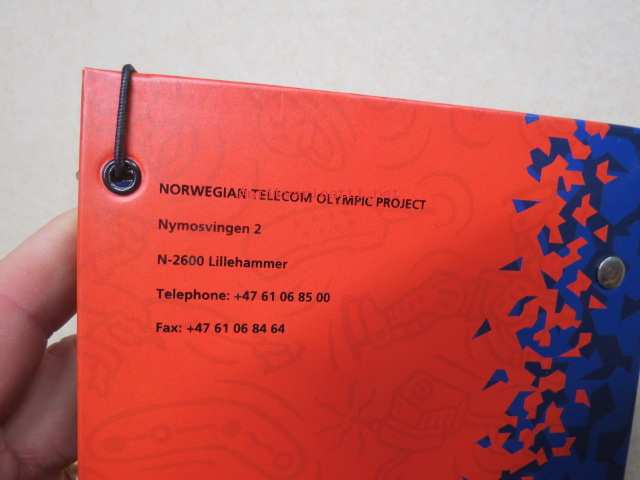 NORWEGIAN TELECOM OLYMPIC PROJECT
Nymosvingen 2
N-2600 Lillehammer
Telephone: +47 61 06 85 00
Fax: +47 61 06 84 64